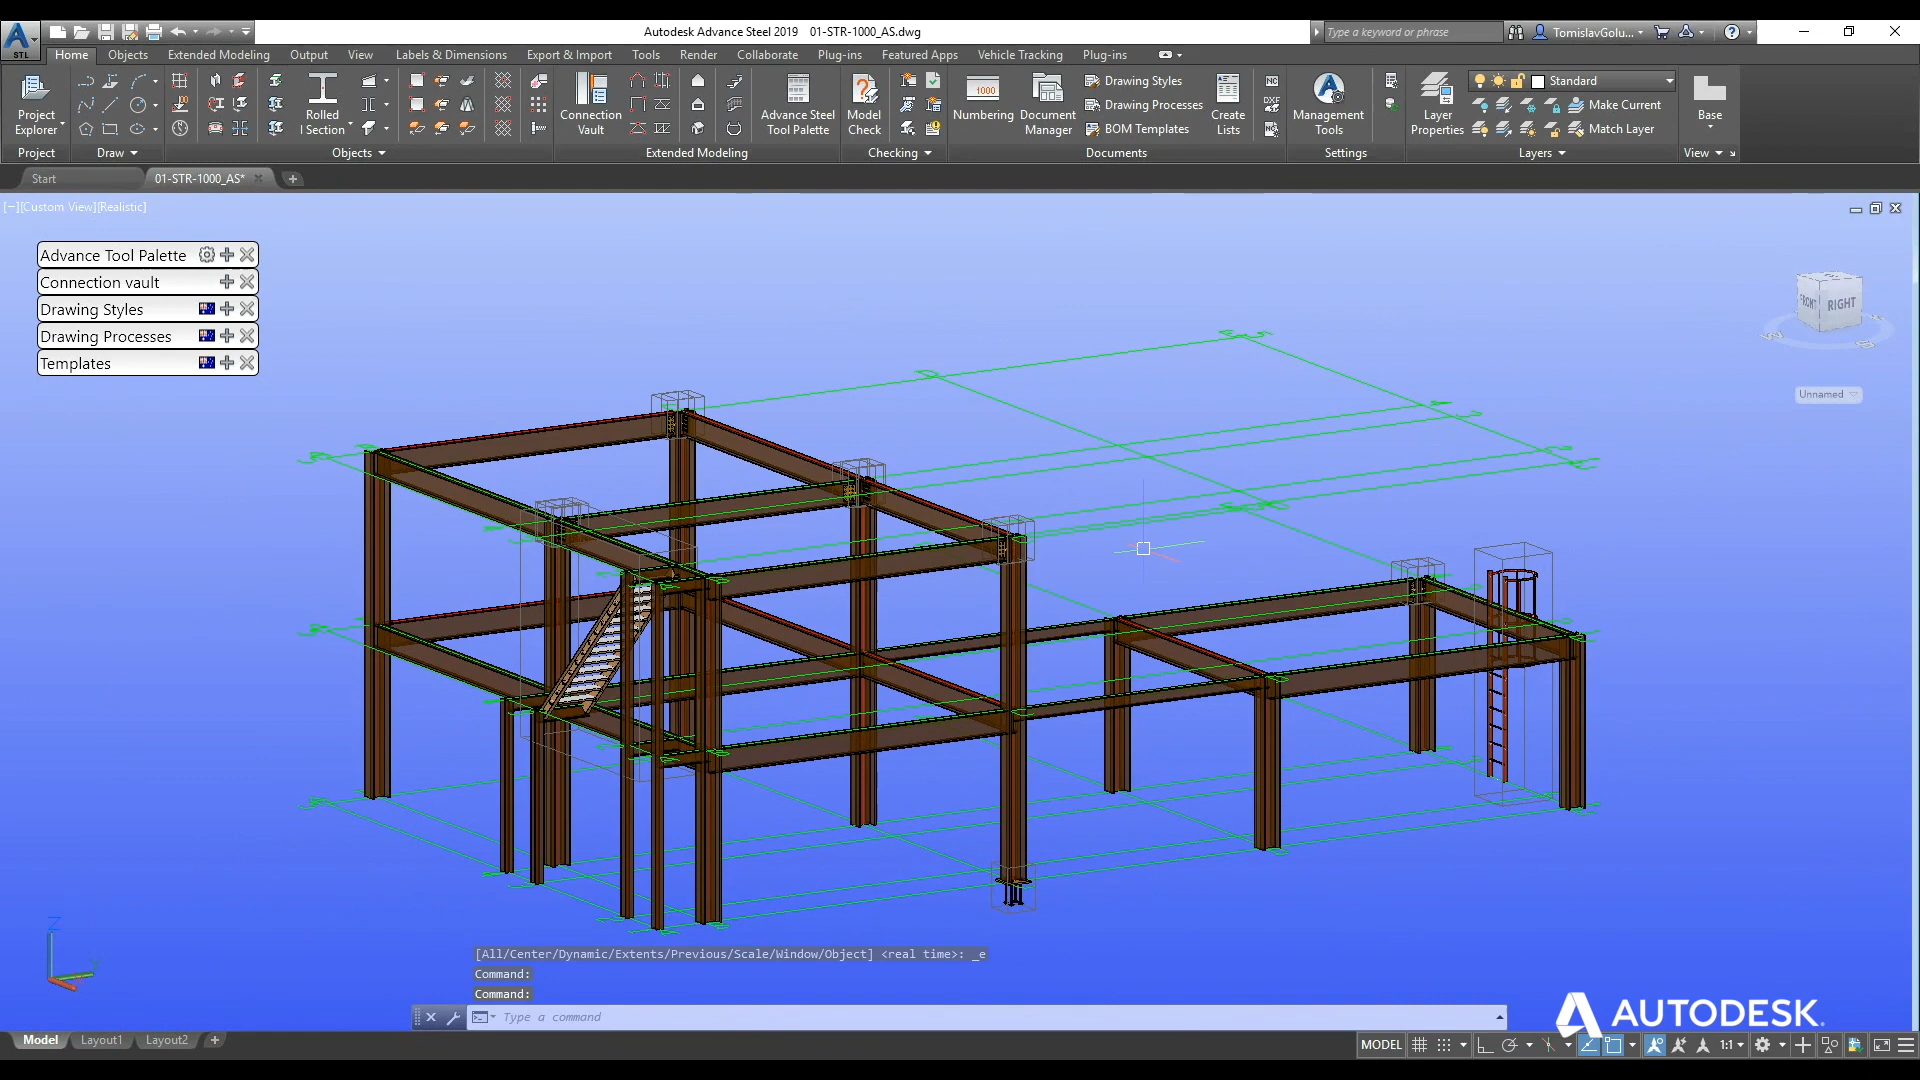 Autodesk Advance Steel 2019 01-STR-1000_AS.dwg
Type a keyword or phrase
TomislavGolu...
STL
Home Objects Extended Modeling Output View Labels & Dimensions Export & Import Tools Render Collaborate Plug-ins Featured Apps Vehicle Tracking Plug-ins
Project Explorer
Rolled I Section
Connection Vault
Advance Steel Tool Palette
Model Check
1000
Numbering
Document Manager
Drawing Styles
Drawing Processes
BOM Templates
Create Lists
NC
DXF
NC
Management Tools
Layer Properties
Standard
Make Current
Match Layer
Base
Project Draw Objects Extended Modeling Checking Documents Settings Layers View
Start 01-STR-1000_AS*
[−][Custom View][Realistic]
Advance Tool Palette
Connection vault
Drawing Styles
Drawing Processes
Templates
FRONT RIGHT
Unnamed
Z
Y
[All/Center/Dynamic/Extents/Previous/Scale/Window/Object] <real time>: _e
Command:
Command:
Type a command
AUTODESK.
Model Layout1 Layout2
MODEL 1:1